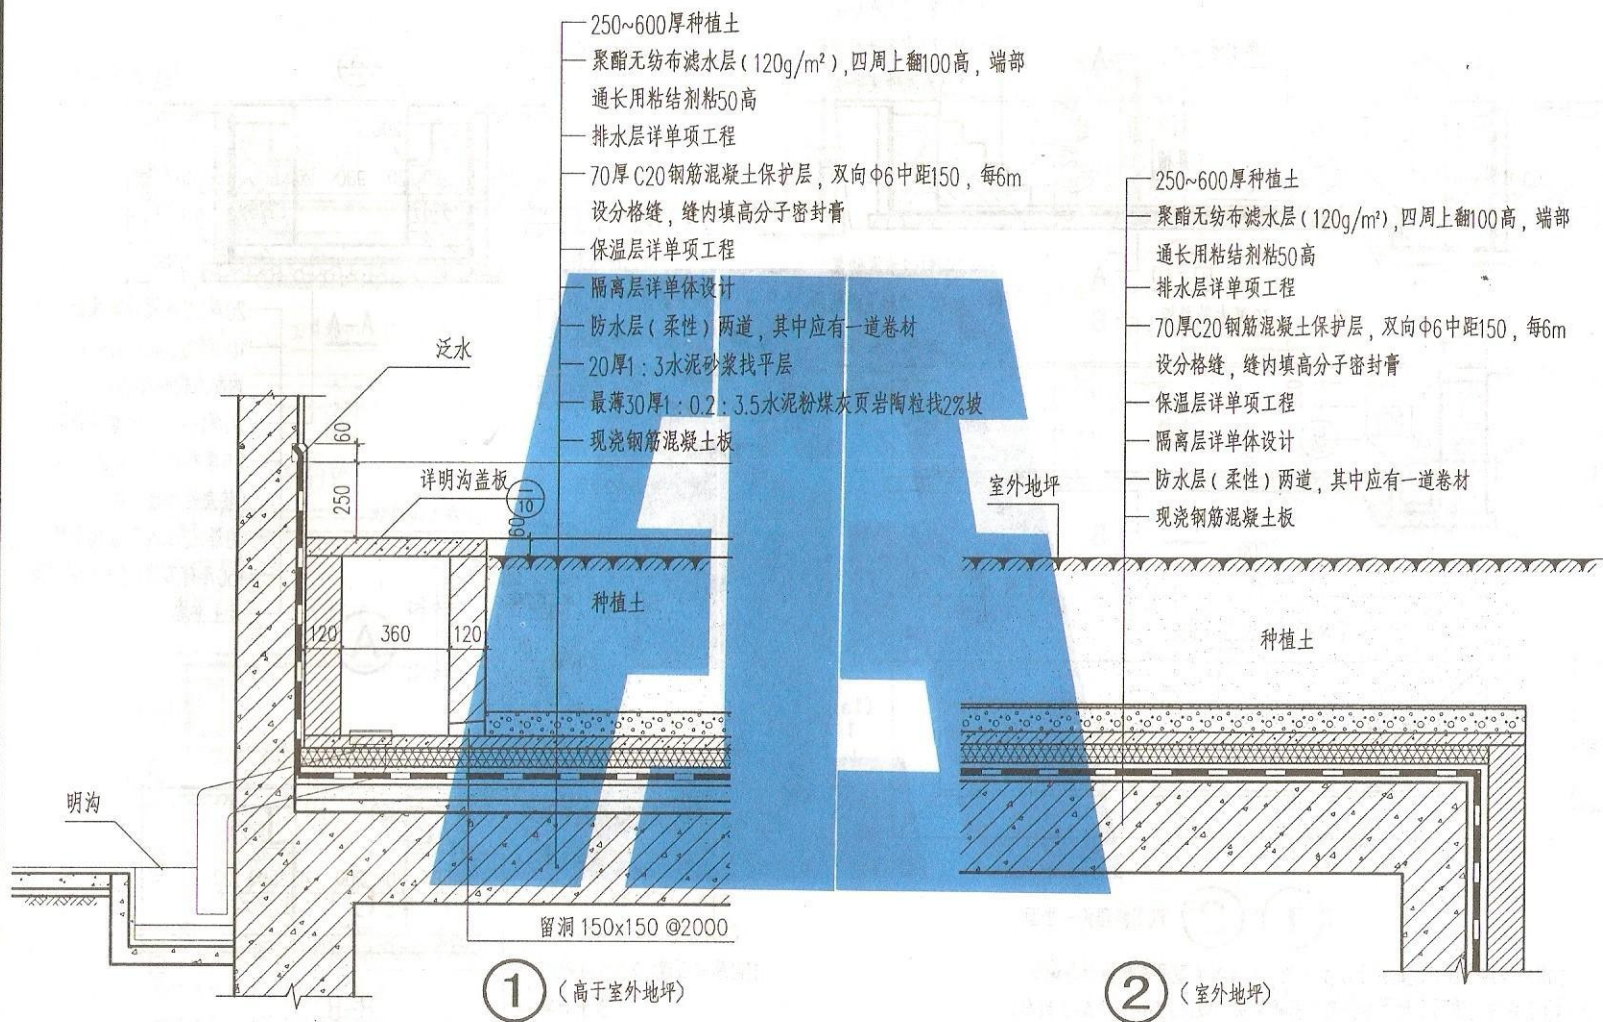 250~600厚种植土
聚酯无纺布滤水层(120g/m²),四周上翻100高，端部
通长用粘结剂粘50高
排水层详单项工程
70厚C20钢筋混凝土保护层，双向Φ6中距150，每6m
设分格缝，缝内填高分子密封膏
保温层详单项工程
隔离层详单体设计
防水层(柔性)两道，其中应有一道卷材
20厚1：3水泥砂浆找平层
最薄30厚1：0.2：3.5水泥粉煤灰页岩陶粒找2%坡
现浇钢筋混凝土板
泛水
60
250
详明沟盖板
1
10
60
种植土
120
360
120
明沟
留洞 150x150 @2000
1
(高于室外地坪)
250~600厚种植土
聚酯无纺布滤水层(120g/m²),四周上翻100高，端部
通长用粘结剂粘50高
排水层详单项工程
70厚C20钢筋混凝土保护层，双向Φ6中距150，每6m
设分格缝，缝内填高分子密封膏
保温层详单项工程
隔离层详单体设计
防水层(柔性)两道，其中应有一道卷材
现浇钢筋混凝土板
室外地坪
种植土
2
(室外地坪)